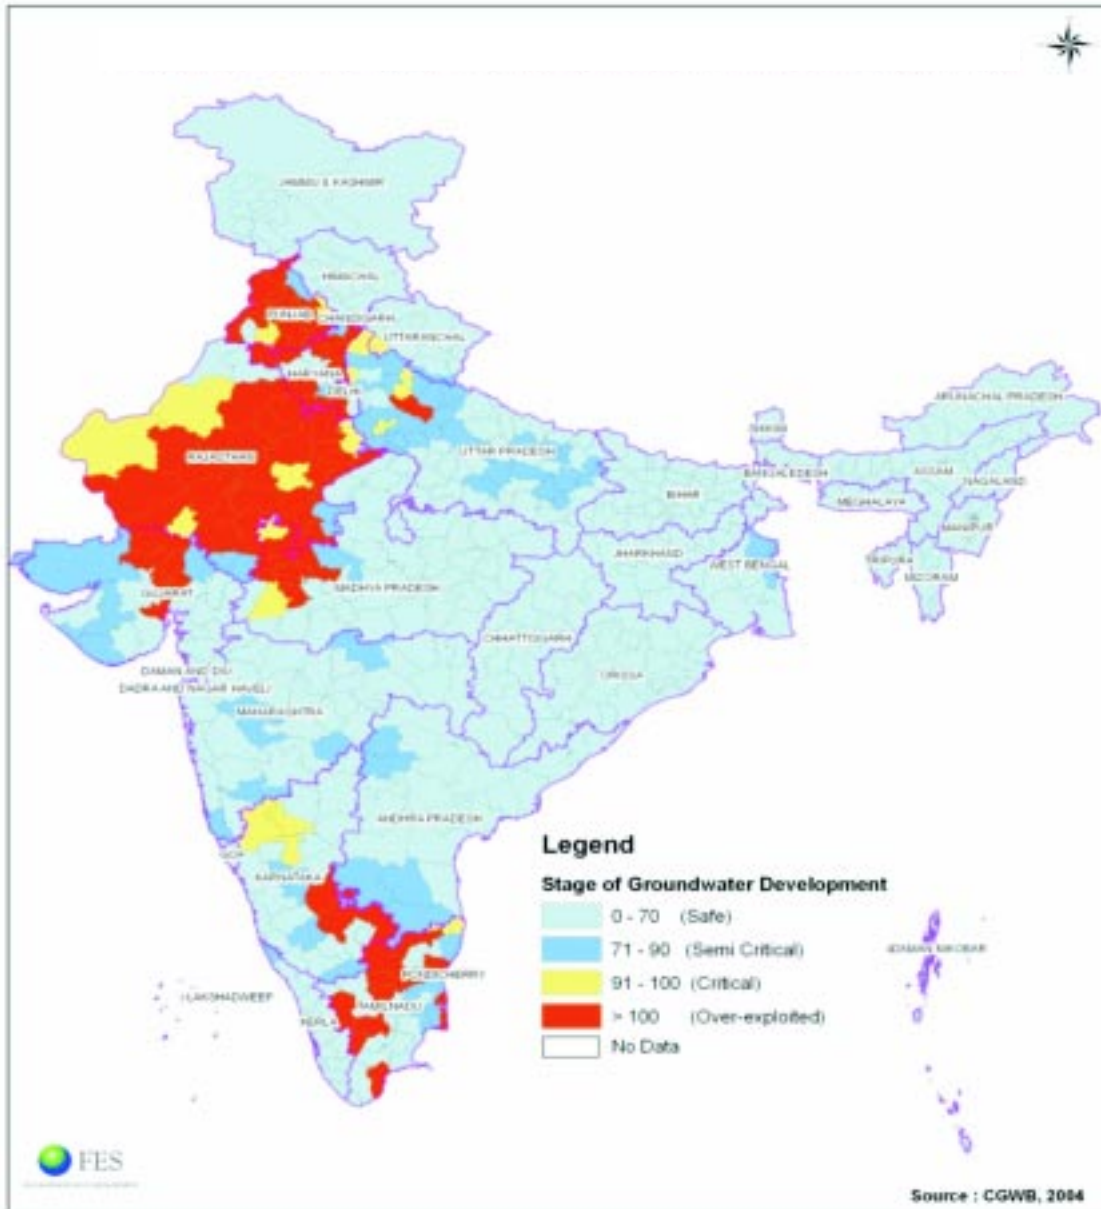 JAMMU & KASHMIR
HIMACHAL
PUNJAB
CHANDIGARH
UTTARANCHAL
HARYANA
DELHI
ARUNACHAL PRADESH
RAJASTHAN
UTTAR PRADESH
SIKKIM
ASSAM
NAGALAND
BIHAR
MEGHALAYA
MANIPUR
JHARKHAND
WEST BENGAL
TRIPURA
MIZORAM
GUJARAT
MADHYA PRADESH
CHHATTISGARH
ORISSA
DAMAN AND DIU
DADRA AND NAGAR HAVELI
MAHARASHTRA
ANDHRA PRADESH
GOA
KARNATAKA
PONDICHERRY
LAKSHADWEEP
TAMILNADU
KERLA
Legend
Stage of Groundwater Development
0 - 70 (Safe)
71 - 90 (Semi Critical)
91 - 100 (Critical)
> 100 (Over-exploited)
No Data
FES
Source : CGWB, 2004